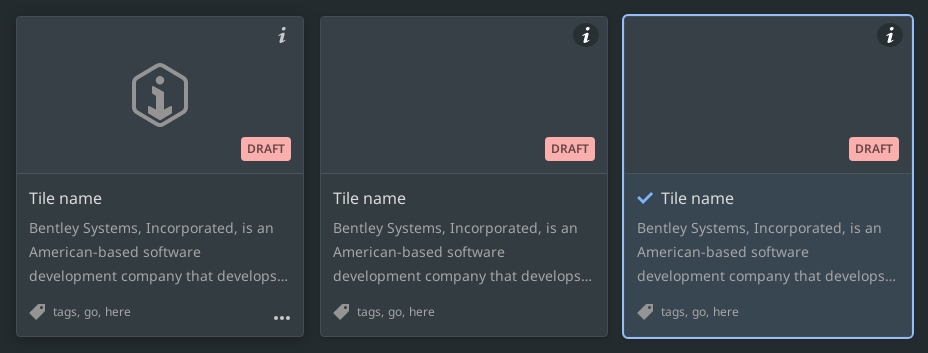 DRAFT
Tile name
Bentley Systems, Incorporated, is an
American-based software
development company that develops...
tags, go, here
DRAFT
Tile name
Bentley Systems, Incorporated, is an
American-based software
development company that develops...
tags, go, here
DRAFT
Tile name
Bentley Systems, Incorporated, is an
American-based software
development company that develops...
tags, go, here